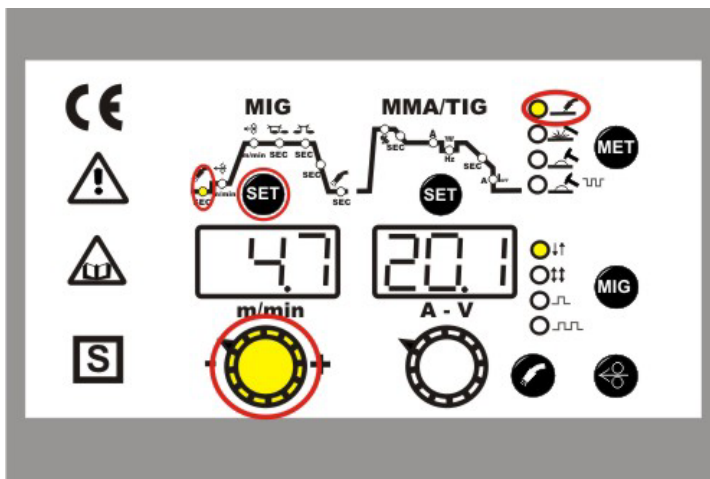 CE
MIG
MMA/TIG
m/min
SEC
SEC
%
SEC
A
Hz
SEC
SEC
A
SEC
m/min
SEC
SET
SET
MET
4.7
20.1
m/min
A - V
- +
MIG
S